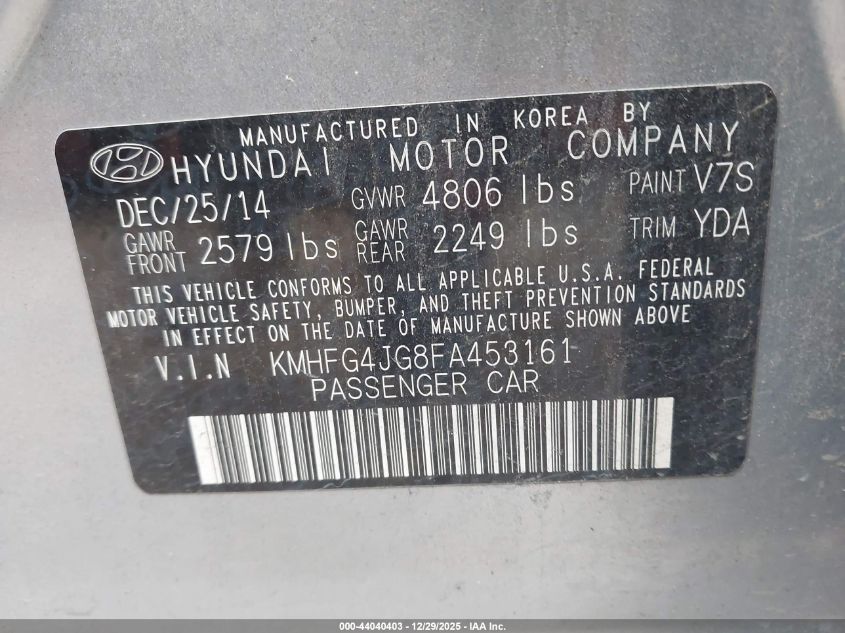 MANUFACTURED IN KOREA BY
HYUNDAI MOTOR COMPANY
DEC/25/14 GVWR 4806 lbs PAINT V7S
GAWR FRONT 2579 lbs GAWR REAR 2249 lbs TRIM YDA
THIS VEHICLE CONFORMS TO ALL APPLICABLE U.S.A. FEDERAL
MOTOR VEHICLE SAFETY, BUMPER, AND THEFT PREVENTION STANDARDS
IN EFFECT ON THE DATE OF MANUFACTURE SHOWN ABOVE
V.I.N KMHFG4JG8FA453161
PASSENGER CAR
000-44040403 - 12/29/2025 - IAA Inc.